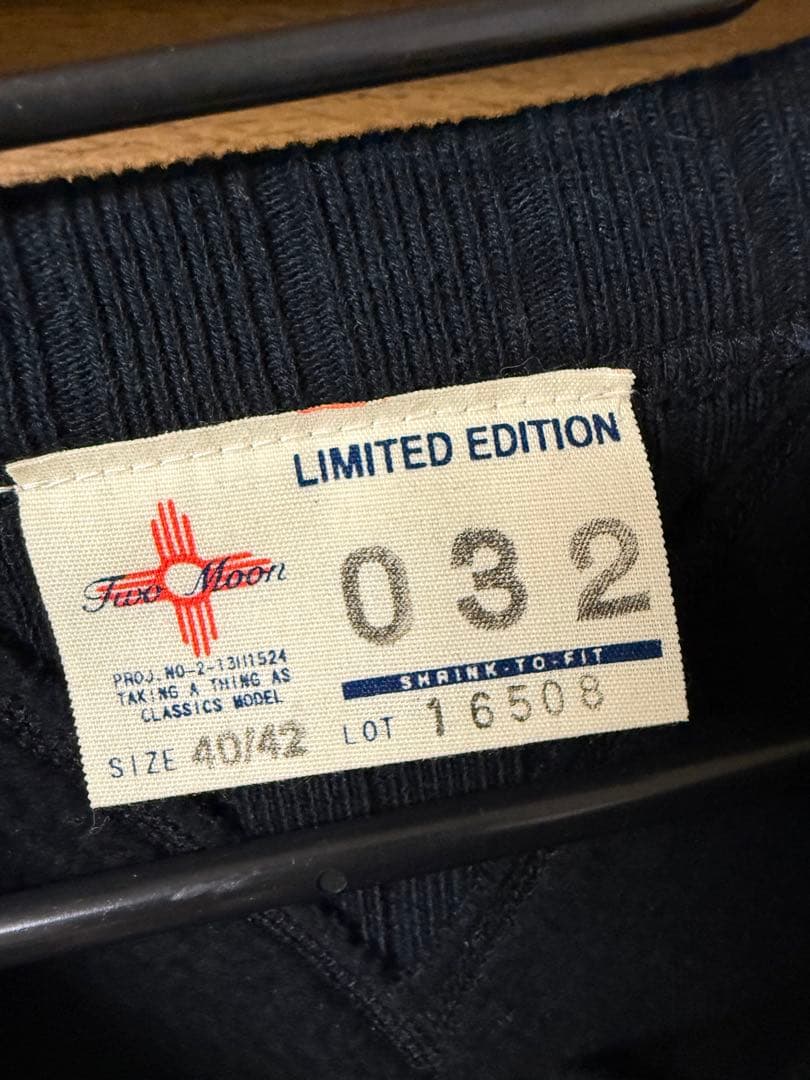 LIMITED EDITION
Two Moon
032
PROJ.NO-2-13111524
TAKING A THING AS
CLASSICS MODEL
SHRINK-TO-FIT
SIZE 40/42
LOT 16508